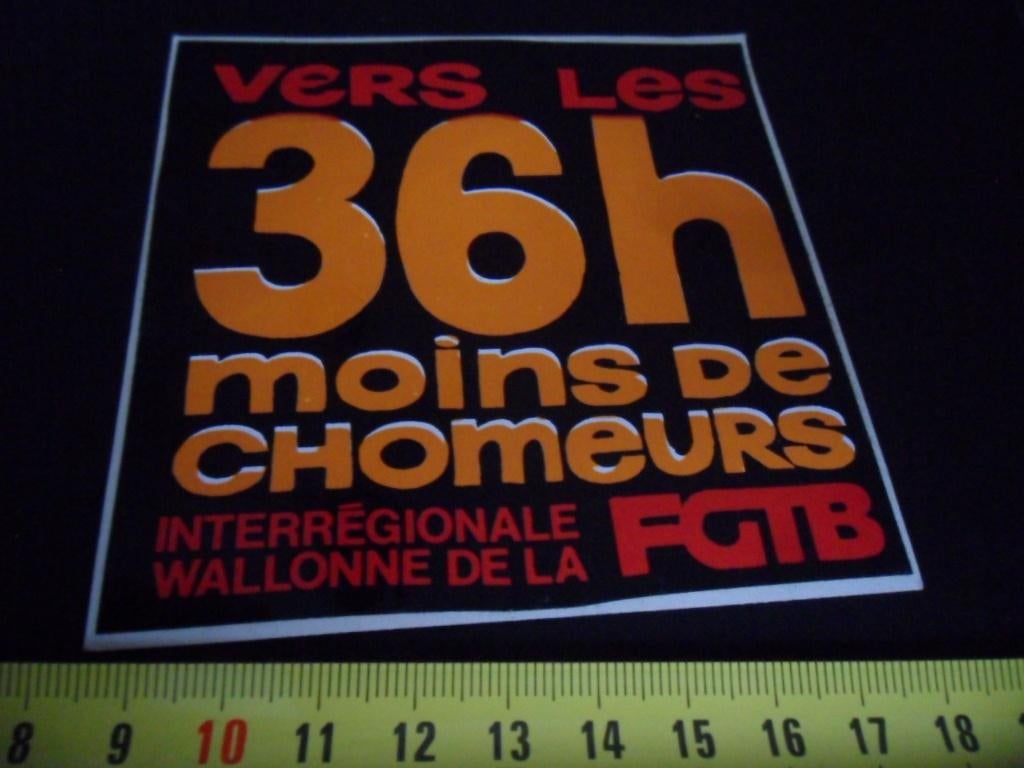 VERS LES
36h
moins DE
CHOMEURS
INTERRÉGIONALE
WALLONNE DE LA FGTB
8 9 10 11 12 13 14 15 16 17 18